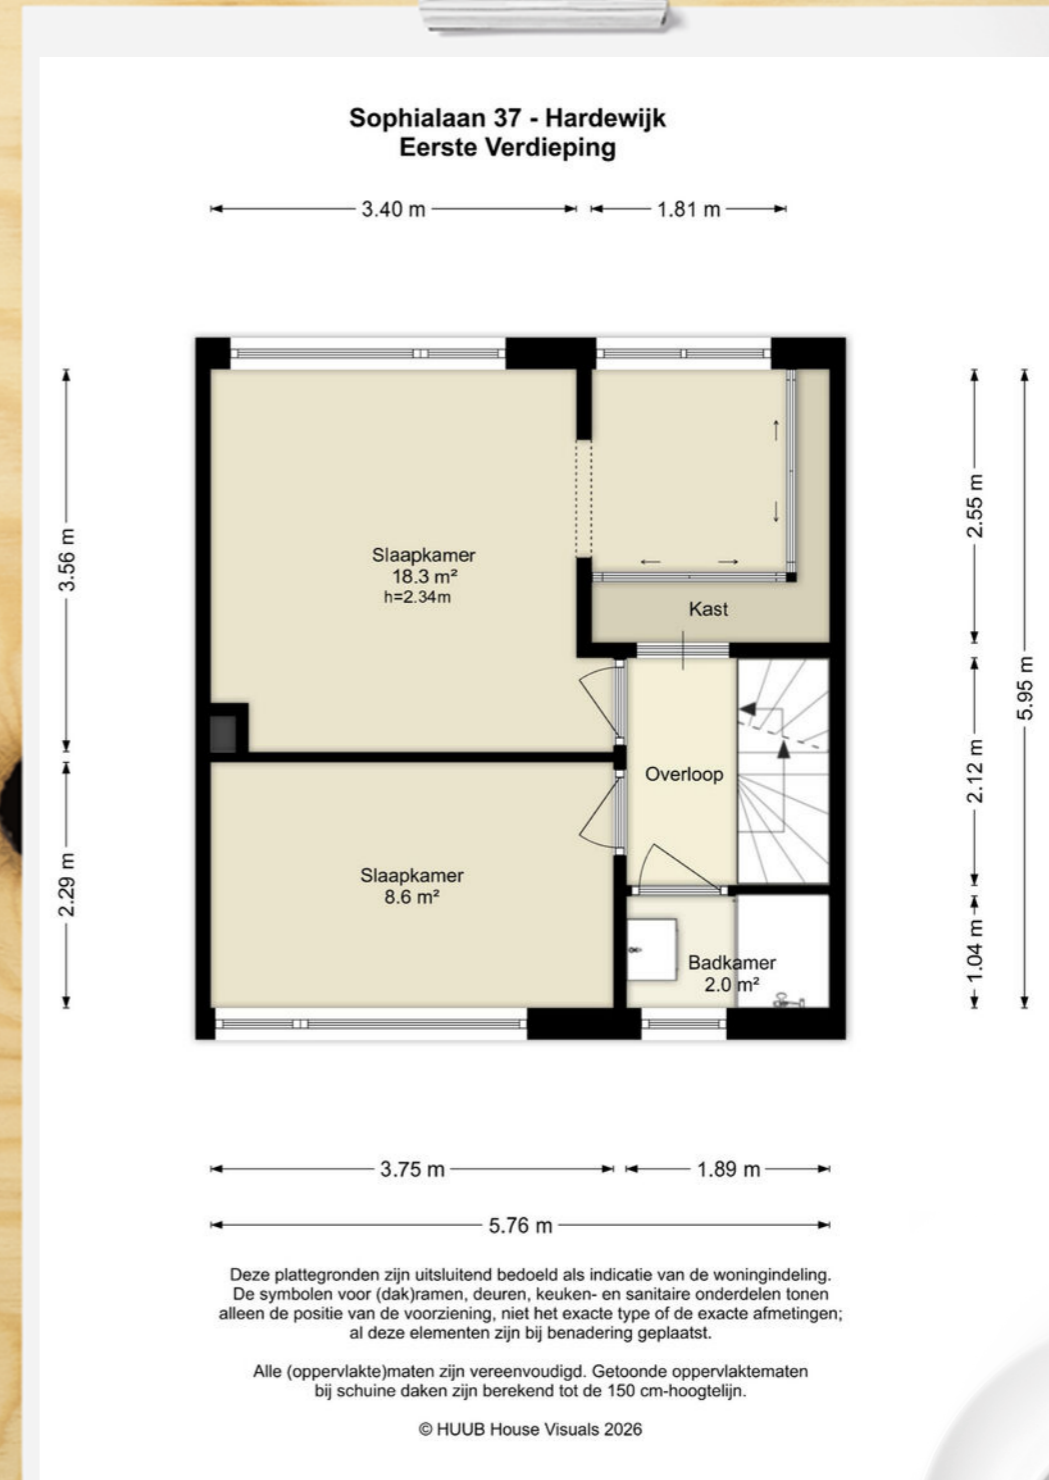 Sophialaan 37 - Hardewijk
Eerste Verdieping
3.40 m
1.81 m
3.56 m
2.29 m
2.55 m
2.12 m
1.04 m
5.95 m
Slaapkamer
18.3 m²
h=2.34m
Kast
Overloop
Slaapkamer
8.6 m²
Badkamer
2.0 m²
3.75 m
1.89 m
5.76 m
Deze plattegronden zijn uitsluitend bedoeld als indicatie van de woningindeling.
De symbolen voor (dak)ramen, deuren, keuken- en sanitaire onderdelen tonen
alleen de positie van de voorziening, niet het exacte type of de exacte afmetingen;
al deze elementen zijn bij benadering geplaatst.
Alle (oppervlakte)maten zijn vereenvoudigd. Getoonde oppervlaktematen
bij schuine daken zijn berekend tot de 150 cm-hoogtelijn.
© HUUB House Visuals 2026